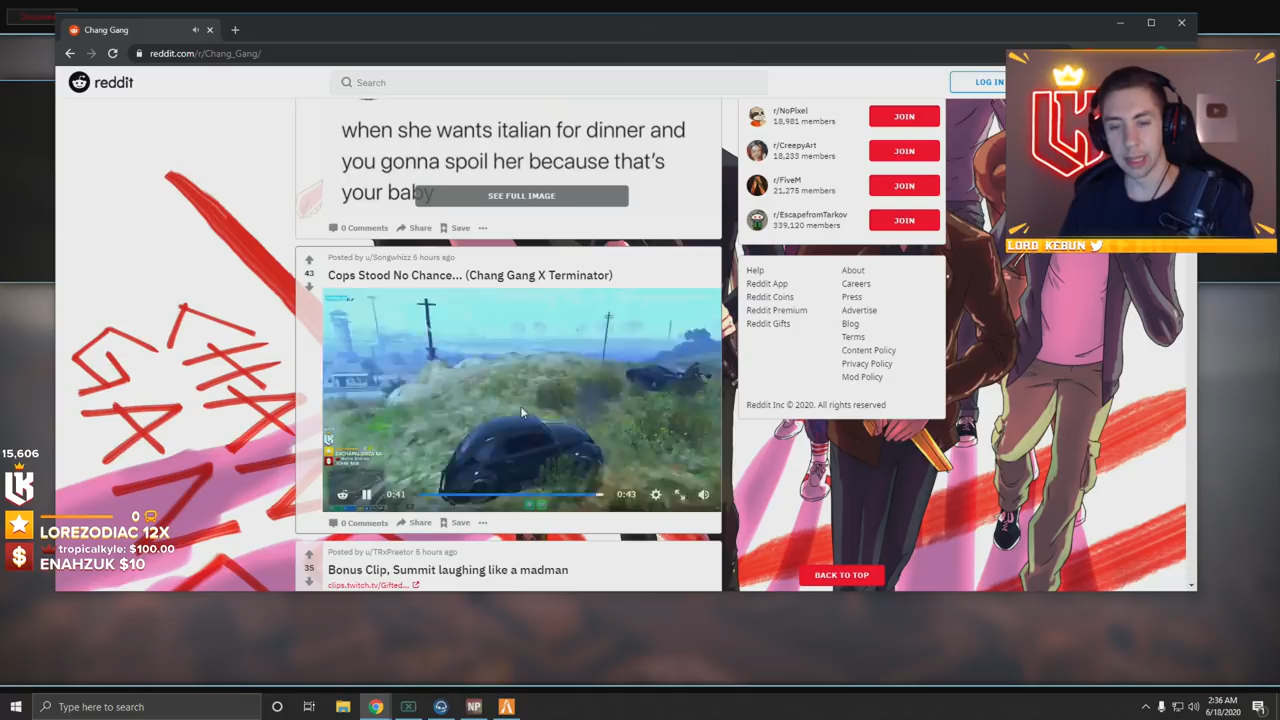 Chang Gang
reddit.com/r/Chang_Gang/
reddit
Search
LOG IN
when she wants italian for dinner and
you gonna spoil her because that's
your baby
SEE FULL IMAGE
0 Comments Share Save
r/NoPixel
18,981 members
JOIN
r/CreepyArt
18,233 members
JOIN
r/FiveM
21,275 members
JOIN
r/EscapefromTarkov
339,120 members
JOIN
LK
LORD KEBUN
Posted by u/Songwhizz 5 hours ago
43
Cops Stood No Chance... (Chang Gang X Terminator)
0:41
0:43
0 Comments Share Save
Help
About
Reddit App
Careers
Reddit Coins
Press
Reddit Premium
Advertise
Reddit Gifts
Blog
Terms
Content Policy
Privacy Policy
Mod Policy
Reddit Inc © 2020. All rights reserved
Posted by u/TRxPraetor 5 hours ago
35
Bonus Clip, Summit laughing like a madman
clips.twitch.tv/Gifted...
BACK TO TOP
15,606
LK
0
LOREZODIAC 12X
tropicalkyle: $100.00
$
ENAHZUK $10
Type here to search
NP
2:36 AM
6/18/2020
1